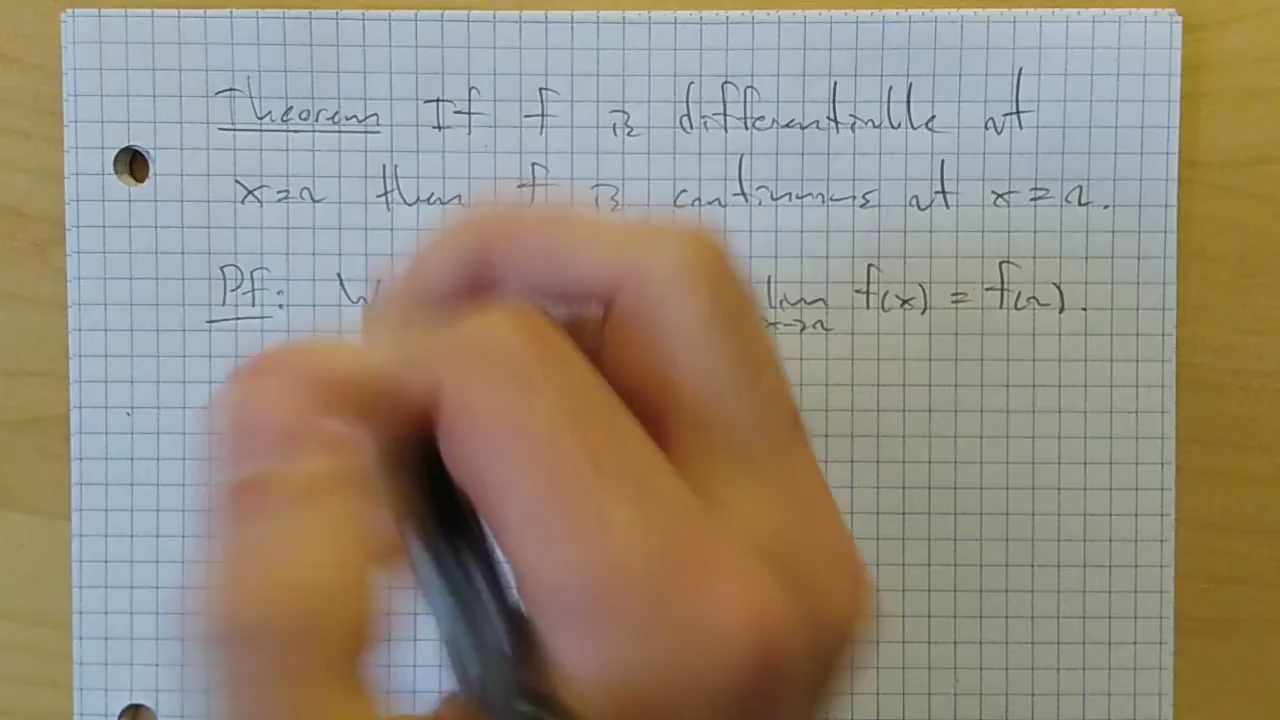 Theorem If f is differentiable at
x=a then f is continuous at x=a.
Pf: lim f(x) = f(a).
x→a